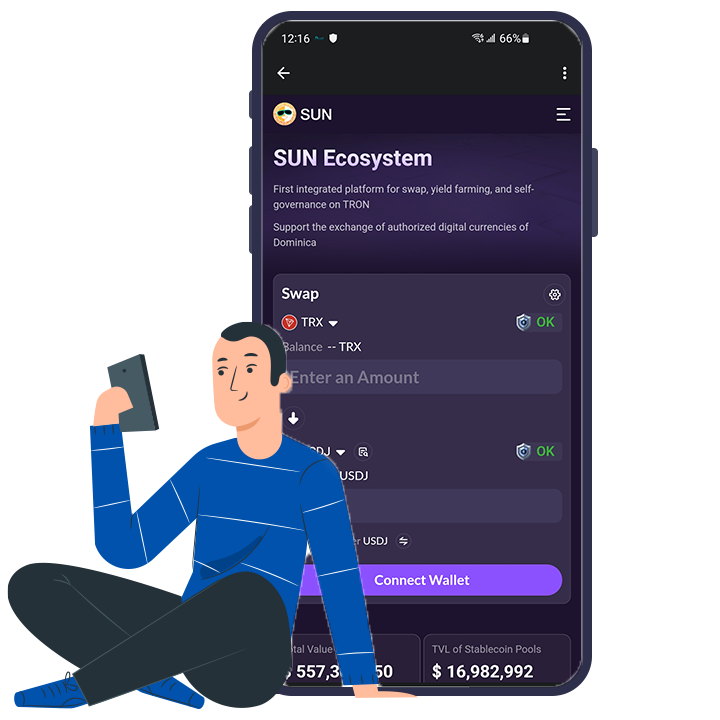 12:16 66%
SUN
SUN Ecosystem
First integrated platform for swap, yield farming, and self-
governance on TRON
Support the exchange of authorized digital currencies of
Dominica
Swap
TRX OK
Balance -- TRX
Enter an Amount
OK
USDJ
USDJ
Connect Wallet
Value TVL of Stablecoin Pools
$ 16,982,992